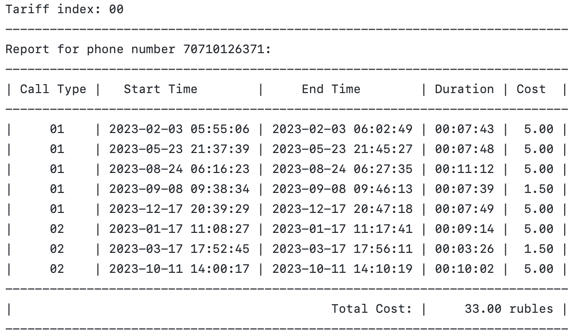 Tariff index: 00
----------------------------------------------------------------------------
Report for phone number 70710126371:
----------------------------------------------------------------------------
| Call Type |   Start Time        |     End Time        | Duration | Cost  |
----------------------------------------------------------------------------
|     01    | 2023-02-03 05:55:06 | 2023-02-03 06:02:49 | 00:07:43 |  5.00 |
|     01    | 2023-05-23 21:37:39 | 2023-05-23 21:45:27 | 00:07:48 |  5.00 |
|     01    | 2023-08-24 06:16:23 | 2023-08-24 06:27:35 | 00:11:12 |  5.00 |
|     01    | 2023-09-08 09:38:34 | 2023-09-08 09:46:13 | 00:07:39 |  1.50 |
|     01    | 2023-12-17 20:39:29 | 2023-12-17 20:47:18 | 00:07:49 |  5.00 |
|     02    | 2023-01-17 11:08:27 | 2023-01-17 11:17:41 | 00:09:14 |  5.00 |
|     02    | 2023-03-17 17:52:45 | 2023-03-17 17:56:11 | 00:03:26 |  1.50 |
|     02    | 2023-10-11 14:00:17 | 2023-10-11 14:10:19 | 00:10:02 |  5.00 |
----------------------------------------------------------------------------
|                                           Total Cost: |     33.00 rubles |
----------------------------------------------------------------------------